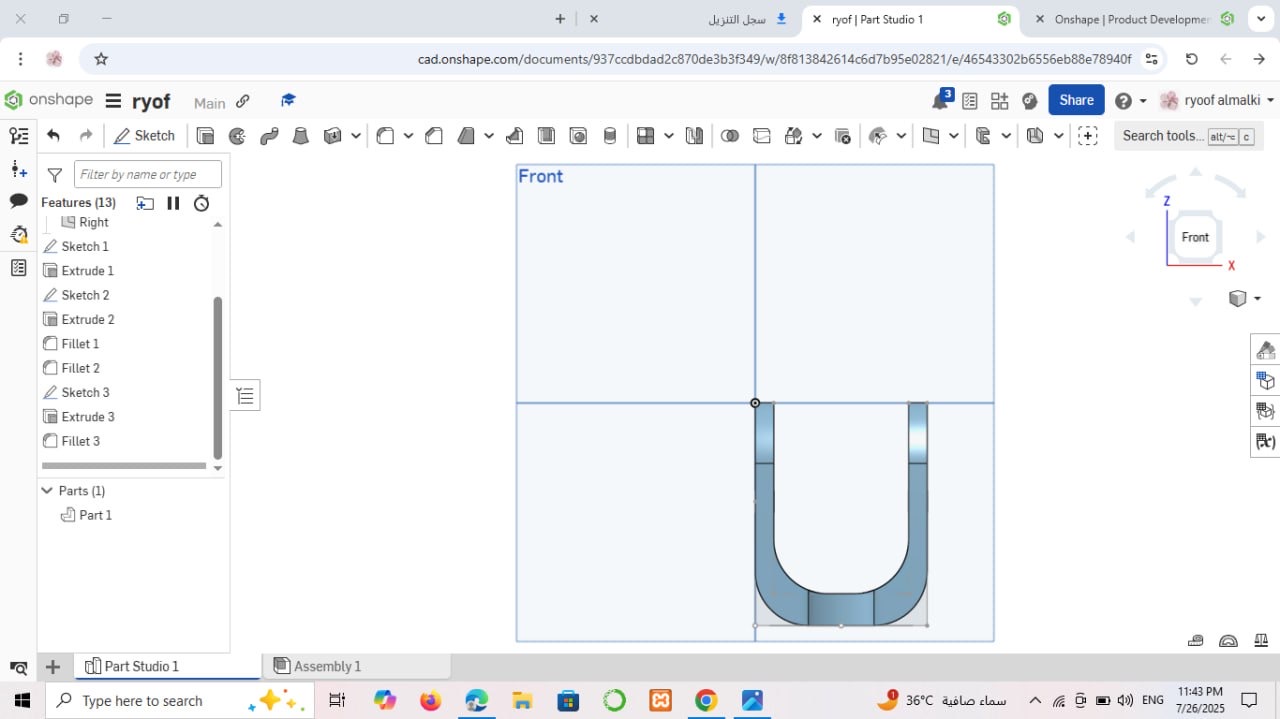 سجل التنزيل
ryof | Part Studio 1
Onshape | Product Developmen
cad.onshape.com/documents/937ccdbdad2c870de3b3f349/w/8f813842614c6d7b95e02821/e/46543302b6556eb88e78940f
onshape
ryof
Main
3
Share
ryoof almalki
Sketch
Search tools...
alt/⌥
c
Filter by name or type
Features (13)
Right
Sketch 1
Extrude 1
Sketch 2
Extrude 2
Fillet 1
Fillet 2
Sketch 3
Extrude 3
Fillet 3
Parts (1)
Part 1
Front
Z
Front
X
Part Studio 1
Assembly 1
Type here to search
1
36°C سماء صافية
ENG
11:43 PM
7/26/2025